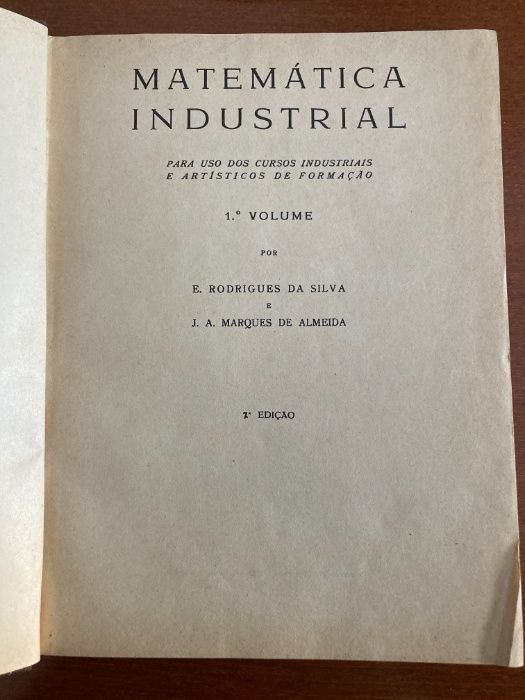 MATEMÁTICA
INDUSTRIAL
PARA USO DOS CURSOS INDUSTRIAIS
E ARTÍSTICOS DE FORMAÇÃO
1.º VOLUME
POR
E. RODRIGUES DA SILVA
E
J. A. MARQUES DE ALMEIDA
7ª EDIÇÃO